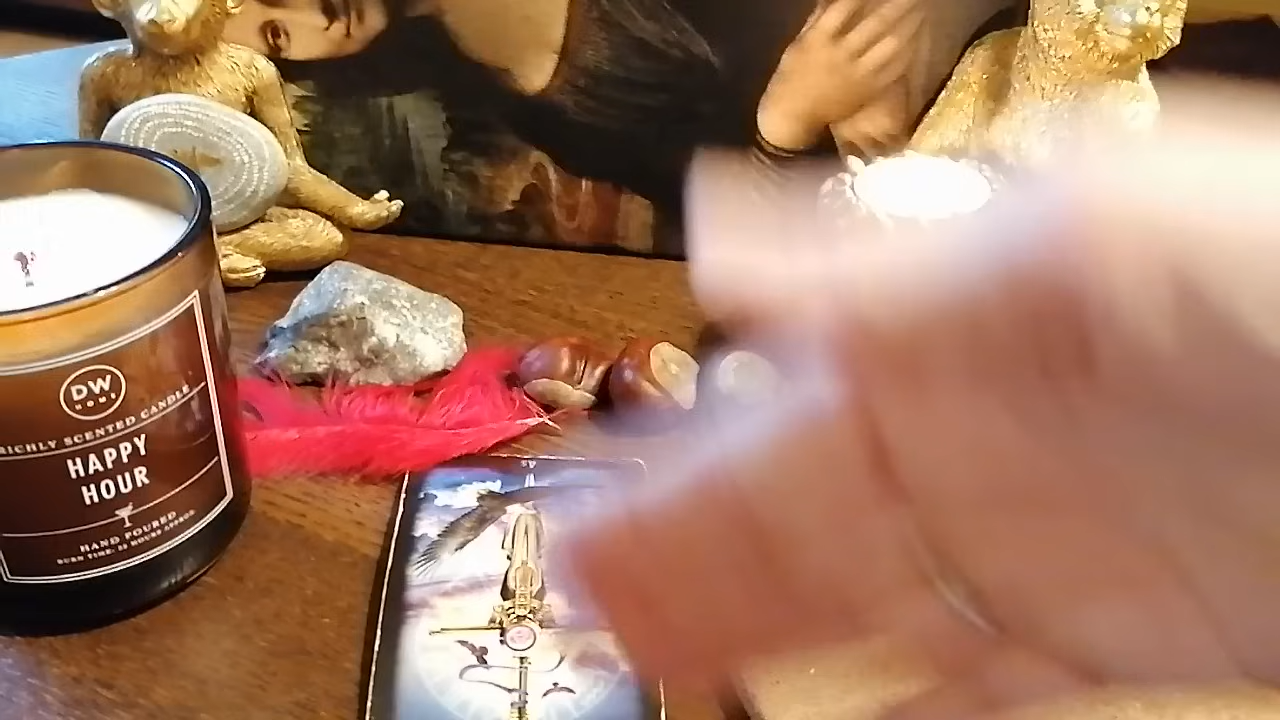 DW
HOME
RICHLY SCENTED CANDLE
HAPPY
HOUR
HAND POURED